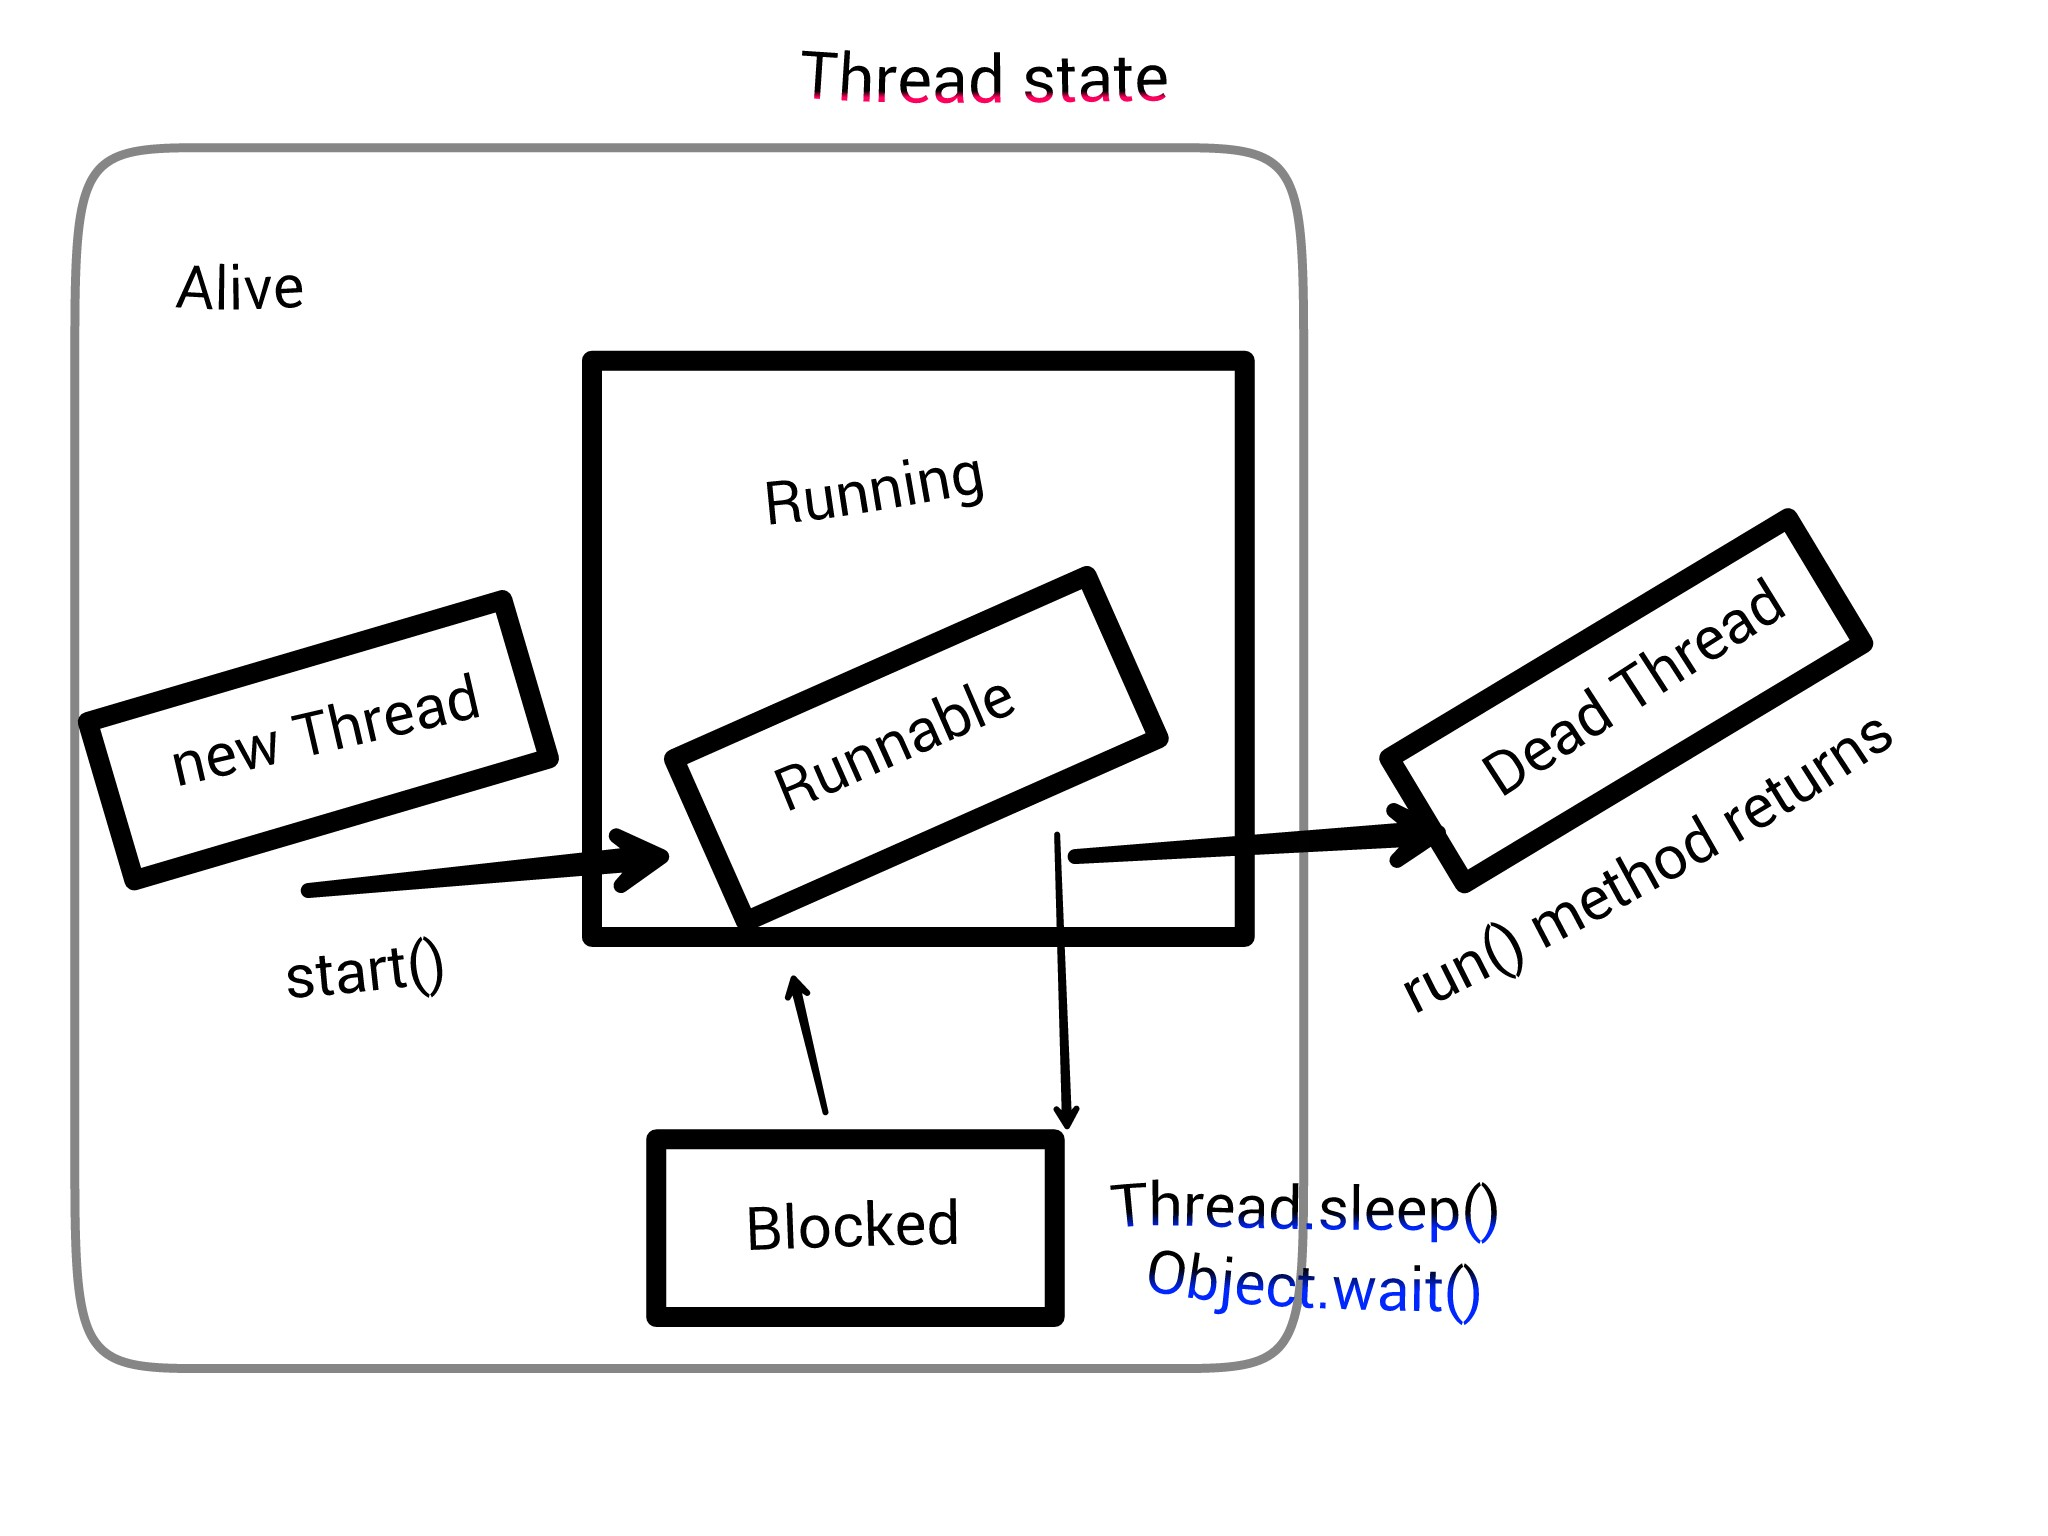 Thread state
Alive
Running
new Thread
Runnable
Dead Thread
start()
run() method returns
Blocked
Thread.sleep()
Object.wait()